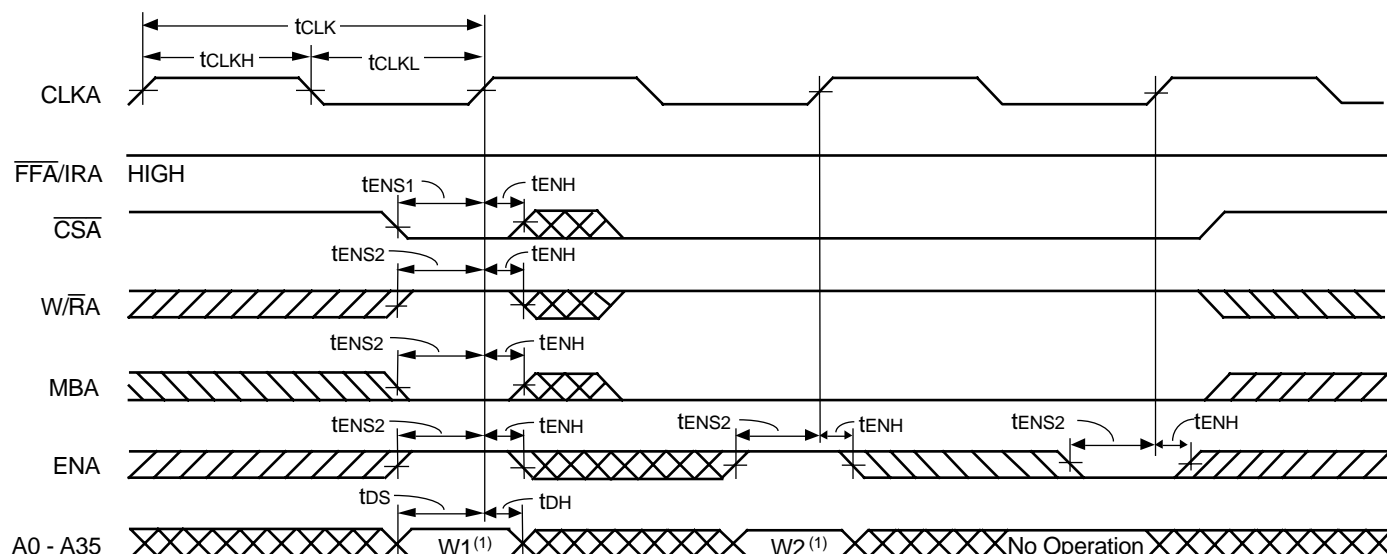 tCLK
tCLKH tCLKL
CLKA
FFA/IRA HIGH
tENS1 tENH
CSA
tENS2 tENH
W/RA
tENS2 tENH
MBA
tENS2 tENH tENS2 tENH tENS2 tENH
ENA
tDS tDH
A0 - A35 W1(1) W2(1) No Operation